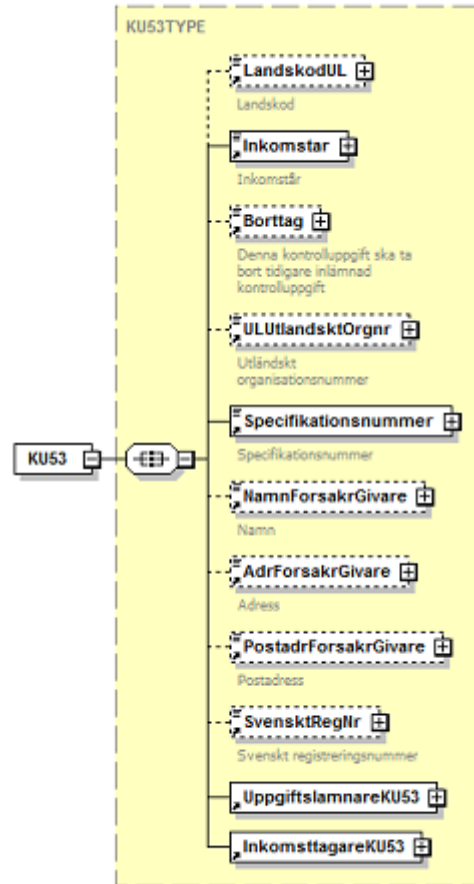 KU53TYPE
LandskodUL
Landskod
Inkomstar
Inkomstår
Borttag
Denna kontrolluppgift ska ta
bort tidigare inlämnad
kontrolluppgift
ULUtlandsktOrgnr
Utländskt
organisationsnummer
Specifikationsnummer
Specifikationsnummer
KU53
NamnForsakrGivare
Namn
AdrForsakrGivare
Adress
PostadrForsakrGivare
Postadress
SvensktRegNr
Svenskt registreringsnummer
UppgiftslamnareKU53
InkomsttagareKU53